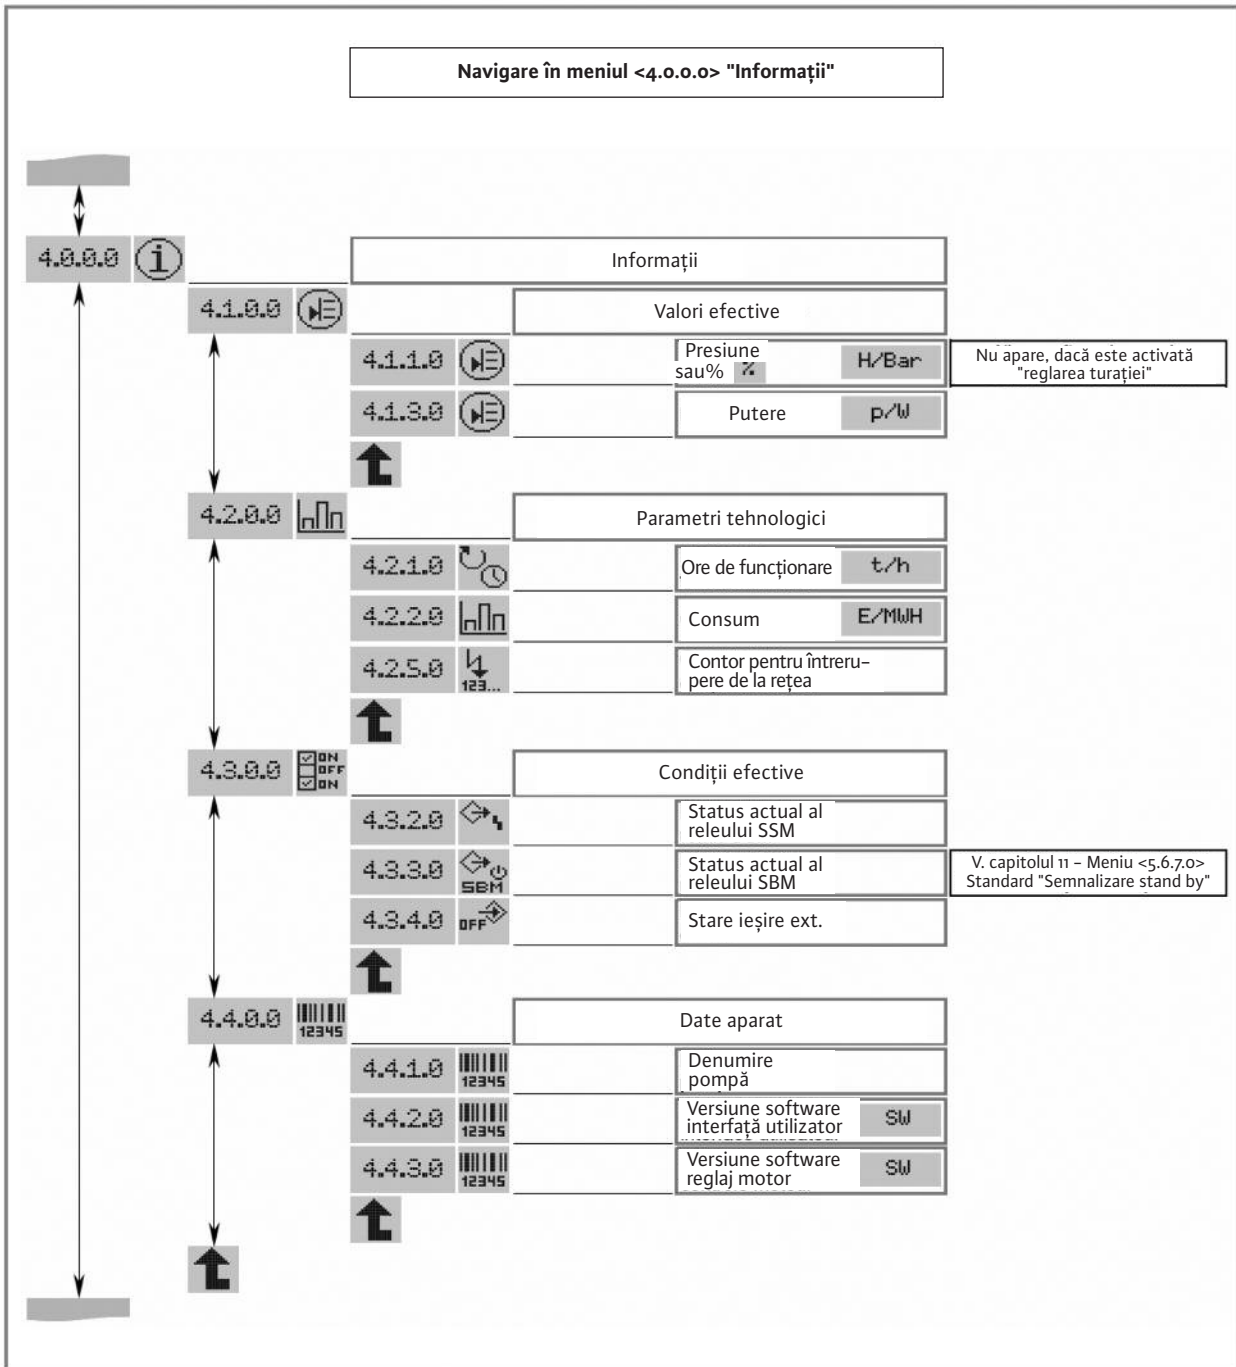 Navigare în meniul <4.0.0.0> "Informații"
4.0.0.0 i Informații
4.1.0.0 Valori efective
4.1.1.0 Presiune
sau% % H/Bar
Nu apare, dacă este activată
"reglarea turației"
4.1.3.0 Putere p/W
4.2.0.0 Parametri tehnologici
4.2.1.0 Ore de funcționare t/h
4.2.2.0 Consum E/MWH
4.2.5.0 123... Contor pentru întreru-
pere de la rețea
4.3.0.0 ON
OFF
ON
Condiții efective
4.3.2.0 Status actual al
releului SSM
4.3.3.0 SBM Status actual al
releului SBM
V. capitolul 11 – Meniu <5.6.7.0>
Standard "Semnalizare stand by"
4.3.4.0 OFF Stare ieșire ext.
4.4.0.0 12345 Date aparat
4.4.1.0 12345 Denumire
pompă
4.4.2.0 12345 Versiune software
interfață utilizator SW
4.4.3.0 12345 Versiune software
reglaj motor SW